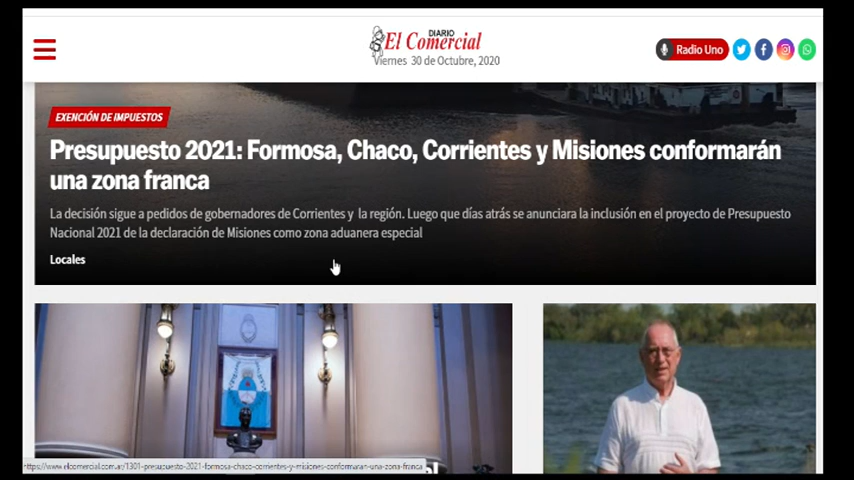 DIARIO
El Comercial
Viernes 30 de Octubre, 2020
Radio Uno
EXENCIÓN DE IMPUESTOS
Presupuesto 2021: Formosa, Chaco, Corrientes y Misiones conformarán
una zona franca
La decisión sigue a pedidos de gobernadores de Corrientes y la región. Luego que días atrás se anunciara la inclusión en el proyecto de Presupuesto
Nacional 2021 de la declaración de Misiones como zona aduanera especial
Locales
https://www.elcomercial.com.ar/1301-presupuesto-2021-formosa-chaco-corrientes-y-misiones-conformaran-una-zona-franca